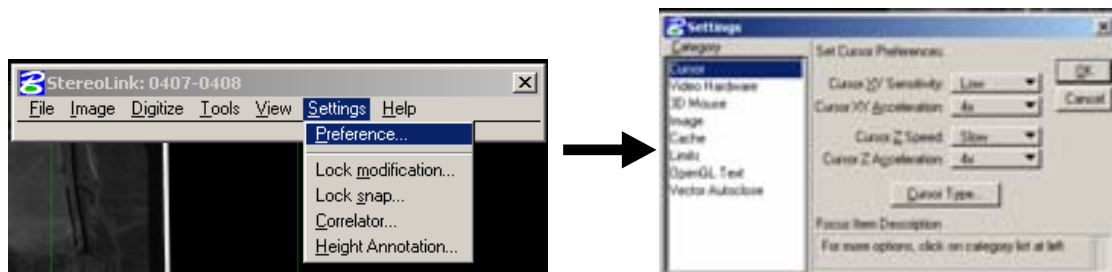 StereoLink: 0407-0408
File Image Digitize Tools View Settings Help
Preference...
Lock modification...
Lock snap...
Correlator...
Height Annotation...
Settings
Category
Cursor
Video Hardware
3D Mouse
Image
Cache
Limits
OpenGL Text
Vector Autoclose
Set Cursor Preferences
Cursor XY Sensitivity: Low
Cursor XY Acceleration: 4x
Cursor Z Speed: Slow
Cursor Z Acceleration: 4x
Cursor Type...
OK
Cancel
Focus Item Description
For more options, click on category list at left